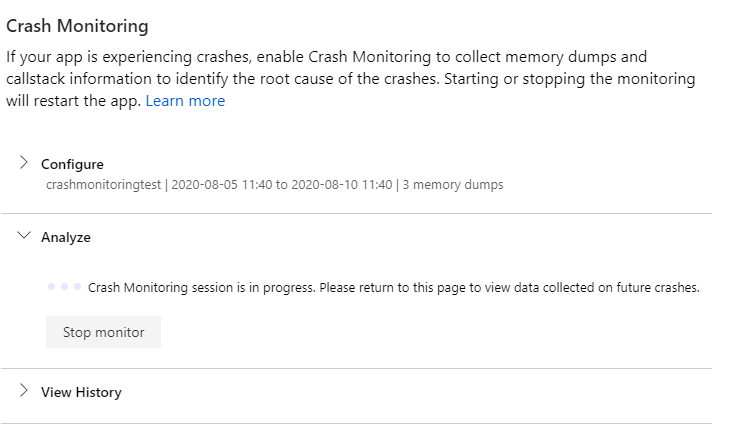 Crash Monitoring
If your app is experiencing crashes, enable Crash Monitoring to collect memory dumps and
callstack information to identify the root cause of the crashes. Starting or stopping the monitoring
will restart the app. Learn more
Configure
crashmonitoringtest | 2020-08-05 11:40 to 2020-08-10 11:40 | 3 memory dumps
Analyze
Crash Monitoring session is in progress. Please return to this page to view data collected on future crashes.
Stop monitor
View History